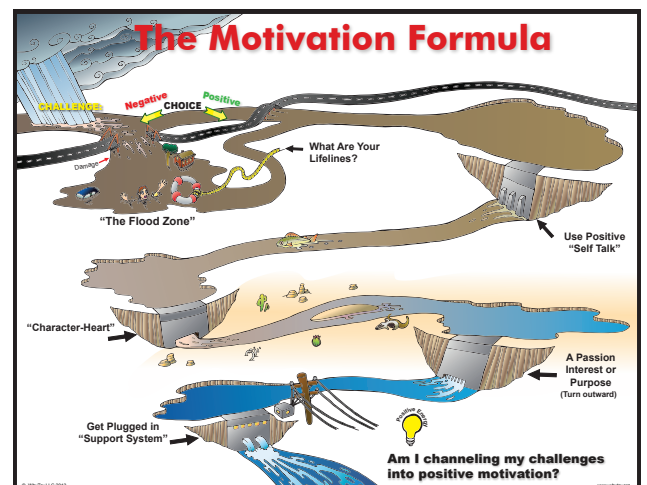 The Motivation Formula
CHALLENGE:
Negative
CHOICE
Positive
Damage
What Are Your
Lifelines?
"The Flood Zone"
Use Positive
"Self Talk"
"Character-Heart"
A Passion
Interest or
Purpose
(Turn outward)
Get Plugged in
"Support System"
Positive Energy
Am I channeling my challenges
into positive motivation?